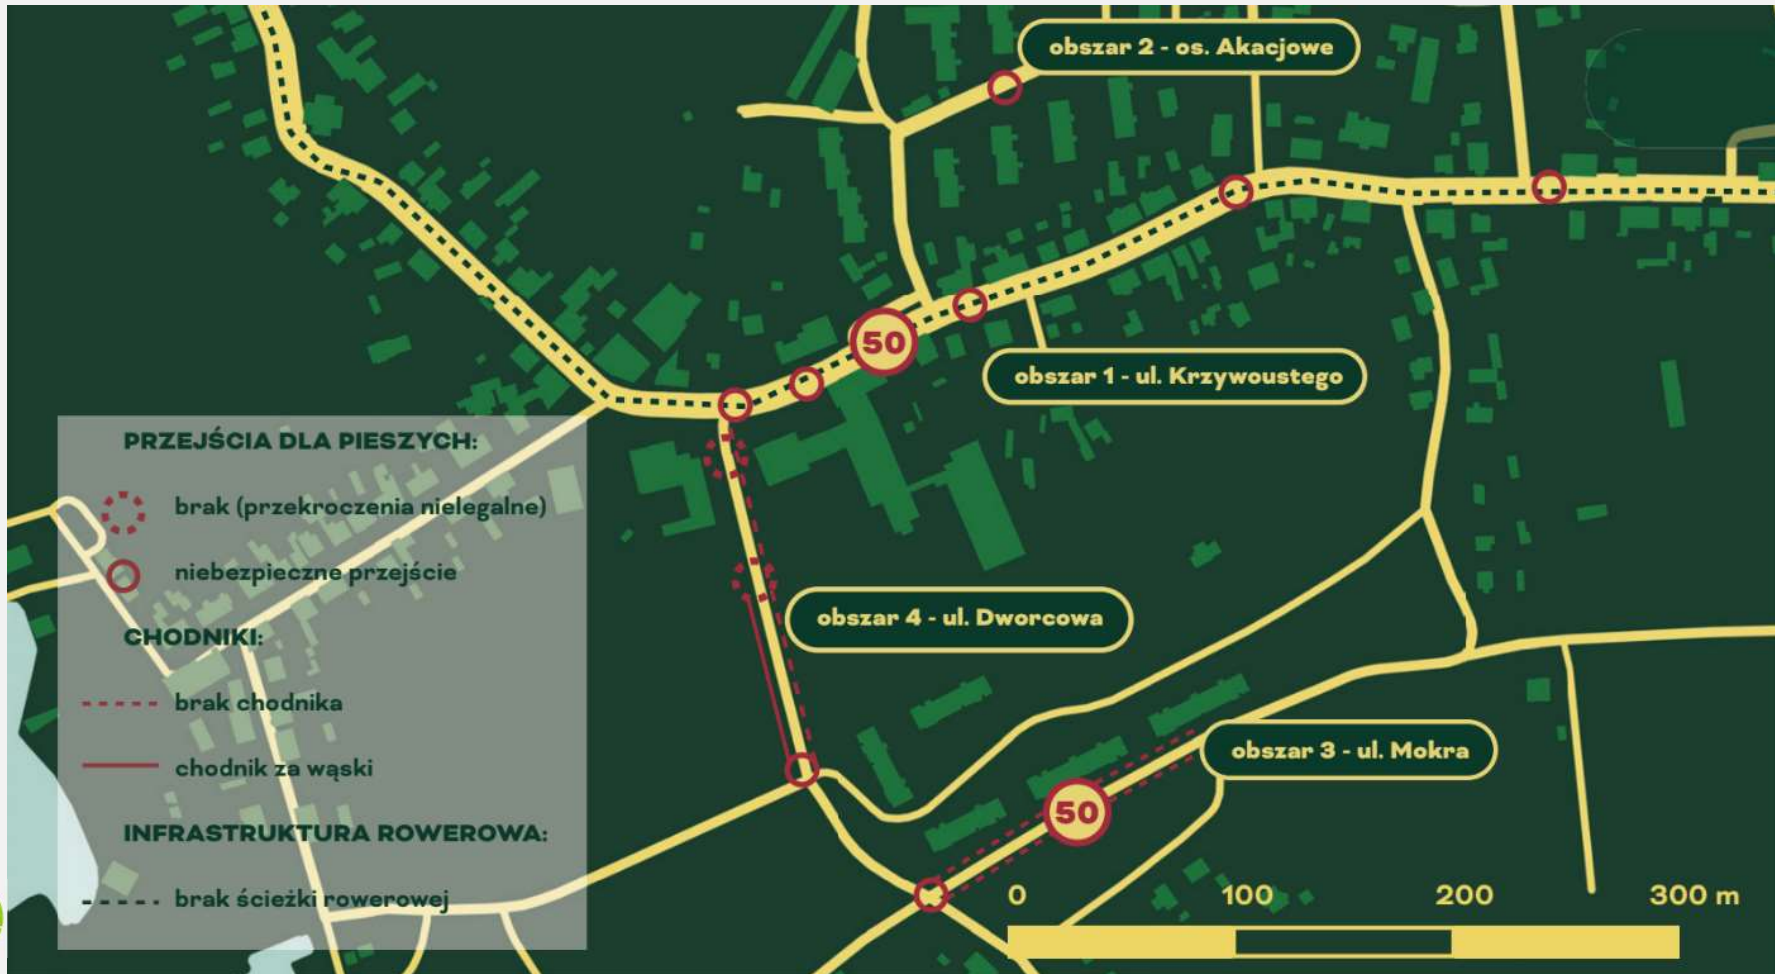 obszar 2 - os. Akacjowe
50
obszar 1 - ul. Krzywoustego
PRZEJŚCIA DLA PIESZYCH:
brak (przekroczenia nielegalne)
niebezpieczne przejście
CHODNIKI:
brak chodnika
chodnik za wąski
INFRASTRUKTURA ROWEROWA:
brak ścieżki rowerowej
obszar 4 - ul. Dworcowa
obszar 3 - ul. Mokra
50
0 100 200 300 m